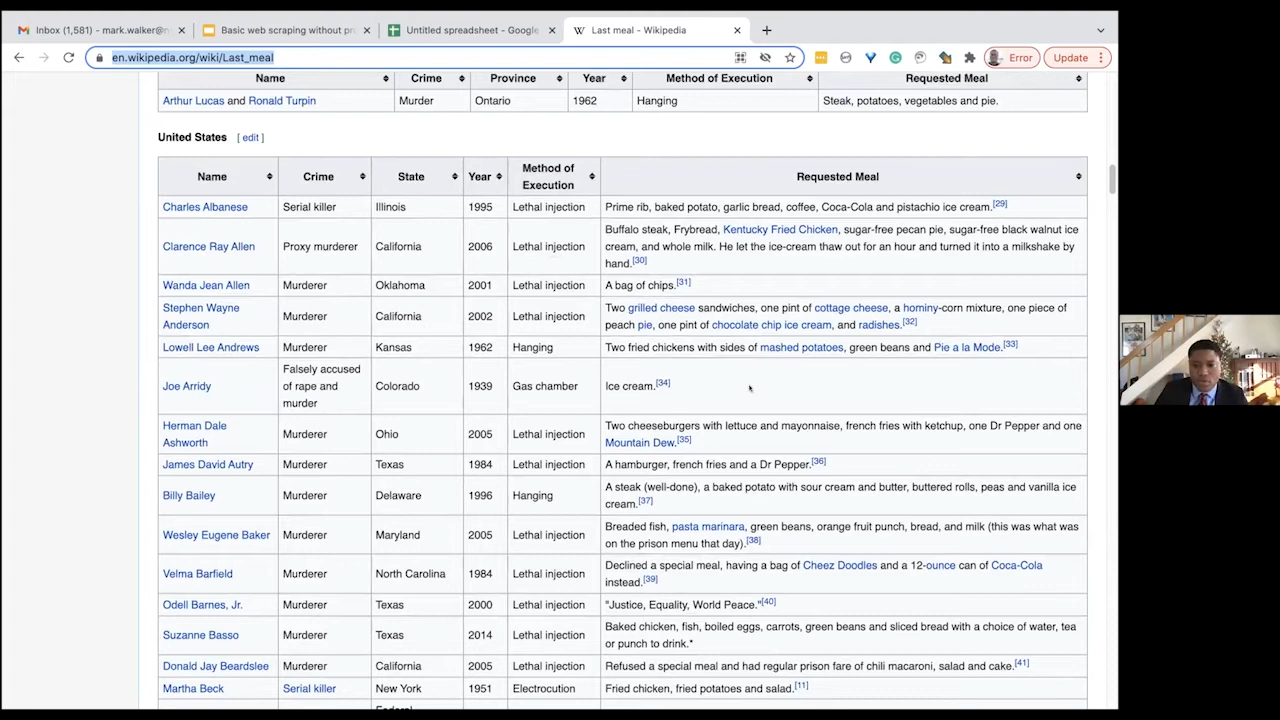 Inbox (1,581) - mark.walker@n
Basic web scraping without pr
Untitled spreadsheet - Google
Last meal - Wikipedia
en.wikipedia.org/wiki/Last_meal
Error
Update
Name Crime Province Year Method of Execution Requested Meal
Arthur Lucas and Ronald Turpin Murder Ontario 1962 Hanging Steak, potatoes, vegetables and pie.
United States [ edit ]
Name Crime State Year Method of Execution Requested Meal
Charles Albanese Serial killer Illinois 1995 Lethal injection Prime rib, baked potato, garlic bread, coffee, Coca-Cola and pistachio ice cream.[29]
Clarence Ray Allen Proxy murderer California 2006 Lethal injection Buffalo steak, Frybread, Kentucky Fried Chicken, sugar-free pecan pie, sugar-free black walnut ice
cream, and whole milk. He let the ice-cream thaw out for an hour and turned it into a milkshake by
hand.[30]
Wanda Jean Allen Murderer Oklahoma 2001 Lethal injection A bag of chips.[31]
Stephen Wayne
Anderson Murderer California 2002 Lethal injection Two grilled cheese sandwiches, one pint of cottage cheese, a hominy-corn mixture, one piece of
peach pie, one pint of chocolate chip ice cream, and radishes.[32]
Lowell Lee Andrews Murderer Kansas 1962 Hanging Two fried chickens with sides of mashed potatoes, green beans and Pie a la Mode.[33]
Joe Arridy Falsely accused
of rape and
murder Colorado 1939 Gas chamber Ice cream.[34]
Herman Dale
Ashworth Murderer Ohio 2005 Lethal injection Two cheeseburgers with lettuce and mayonnaise, french fries with ketchup, one Dr Pepper and one
Mountain Dew.[35]
James David Autry Murderer Texas 1984 Lethal injection A hamburger, french fries and a Dr Pepper.[36]
Billy Bailey Murderer Delaware 1996 Hanging A steak (well-done), a baked potato with sour cream and butter, buttered rolls, peas and vanilla ice
cream.[37]
Wesley Eugene Baker Murderer Maryland 2005 Lethal injection Breaded fish, pasta marinara, green beans, orange fruit punch, bread, and milk (this was what was
on the prison menu that day).[38]
Velma Barfield Murderer North Carolina 1984 Lethal injection Declined a special meal, having a bag of Cheez Doodles and a 12-ounce can of Coca-Cola
instead.[39]
Odell Barnes, Jr. Murderer Texas 2000 Lethal injection "Justice, Equality, World Peace."[40]
Suzanne Basso Murderer Texas 2014 Lethal injection Baked chicken, fish, boiled eggs, carrots, green beans and sliced bread with a choice of water, tea
or punch to drink.*
Donald Jay Beardslee Murderer California 2005 Lethal injection Refused a special meal and had regular prison fare of chili macaroni, salad and cake.[41]
Martha Beck Serial killer New York 1951 Electrocution Fried chicken, fried potatoes and salad.[11]